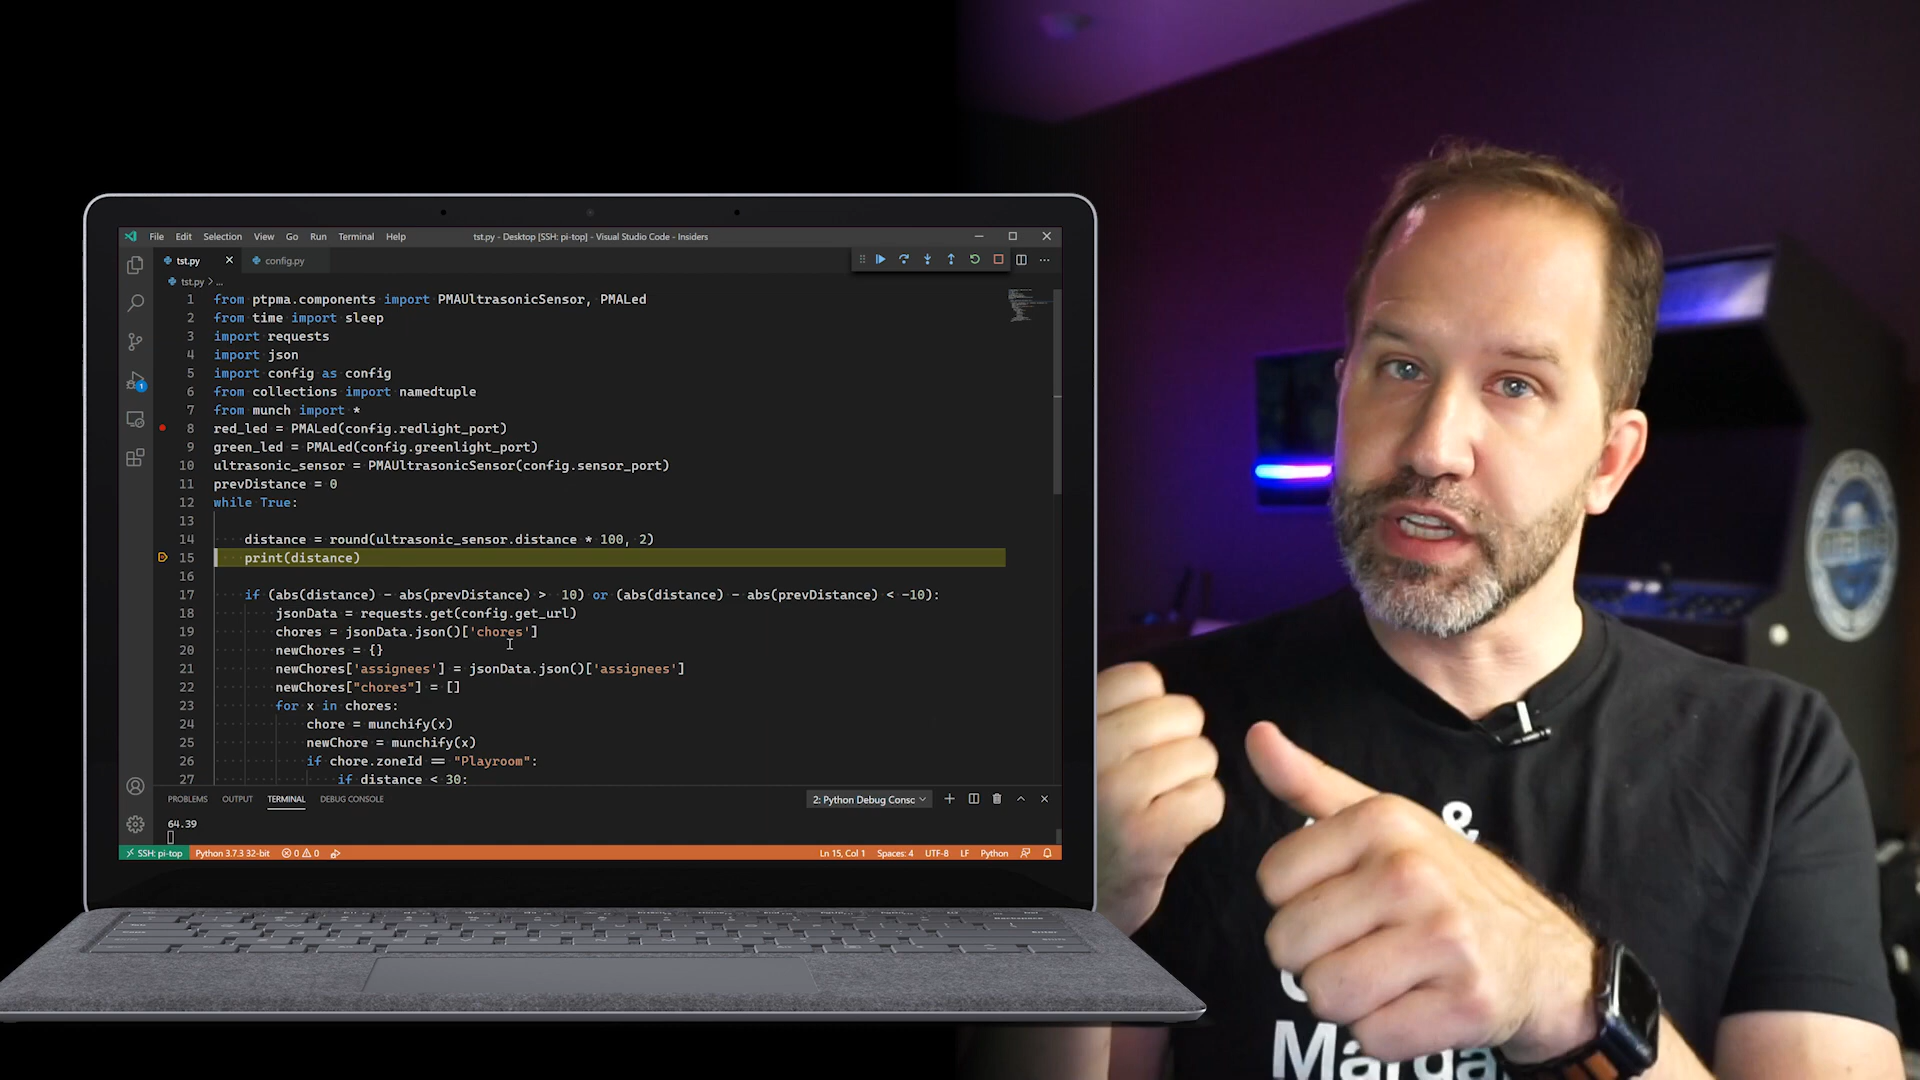 File Edit Selection View Go Run Terminal Help
tst.py - Desktop [SSH: pi-top] - Visual Studio Code - Insiders
tst.py
config.py
tst.py > ...
1 from ptpma.components import PMAUltrasonicSensor, PMALed
2 from time import sleep
3 import requests
4 import json
5 import config as config
6 from collections import namedtuple
7 from munch import *
8 red_led = PMALed(config.redlight_port)
9 green_led = PMALed(config.greenlight_port)
10 ultrasonic_sensor = PMAUltrasonicSensor(config.sensor_port)
11 prevDistance = 0
12 while True:
13
14 distance = round(ultrasonic_sensor.distance * 100, 2)
15 print(distance)
16
17 if (abs(distance) - abs(prevDistance) > 10) or (abs(distance) - abs(prevDistance) < -10):
18 jsonData = requests.get(config.get_url)
19 chores = jsonData.json()['chores']
20 newChores = {}
21 newChores['assignees'] = jsonData.json()['assignees']
22 newChores["chores"] = []
23 for x in chores:
24 chore = munchify(x)
25 newChore = munchify(x)
26 if chore.zoneId == "Playroom":
27 if distance < 30:
PROBLEMS OUTPUT TERMINAL DEBUG CONSOLE
2: Python Debug Consc
64.39
SSH: pi-top Python 3.7.3 32-bit 0 0
Ln 15, Col 1 Spaces: 4 UTF-8 LF Python
&